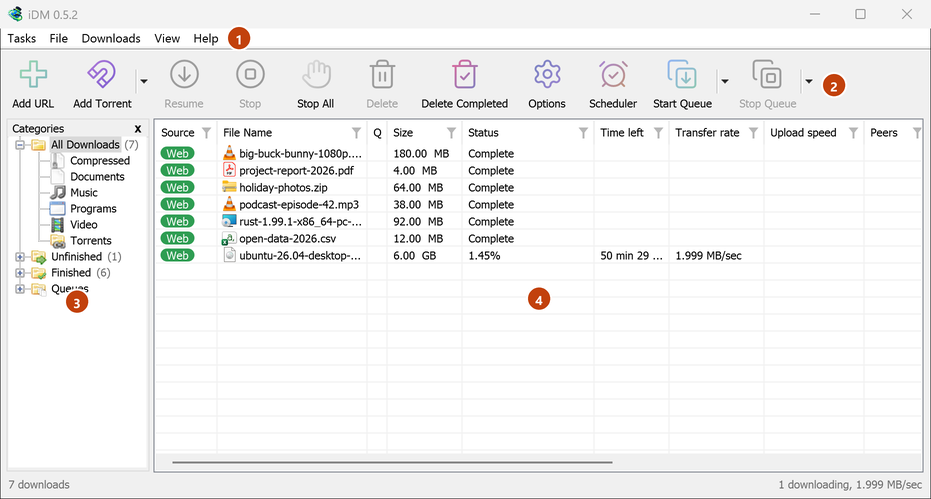 iDM 0.5.2
Tasks File Downloads View Help 1
Add URL Add Torrent Resume Stop Stop All Delete Delete Completed Options Scheduler Start Queue Stop Queue 2
Categories x
All Downloads (7)
Compressed
Documents
Music
Programs
Video
Torrents
Unfinished (1)
Finished (6)
Queues
3
Source File Name Q Size Status Time left Transfer rate Upload speed Peers
Web big-buck-bunny-1080p.... 180.00 MB Complete
Web project-report-2026.pdf 4.00 MB Complete
Web holiday-photos.zip 64.00 MB Complete
Web podcast-episode-42.mp3 38.00 MB Complete
Web rust-1.99.1-x86_64-pc-... 92.00 MB Complete
Web open-data-2026.csv 12.00 MB Complete
Web ubuntu-26.04-desktop-... 6.00 GB 1.45% 50 min 29 ... 1.999 MB/sec
4
7 downloads 1 downloading, 1.999 MB/sec